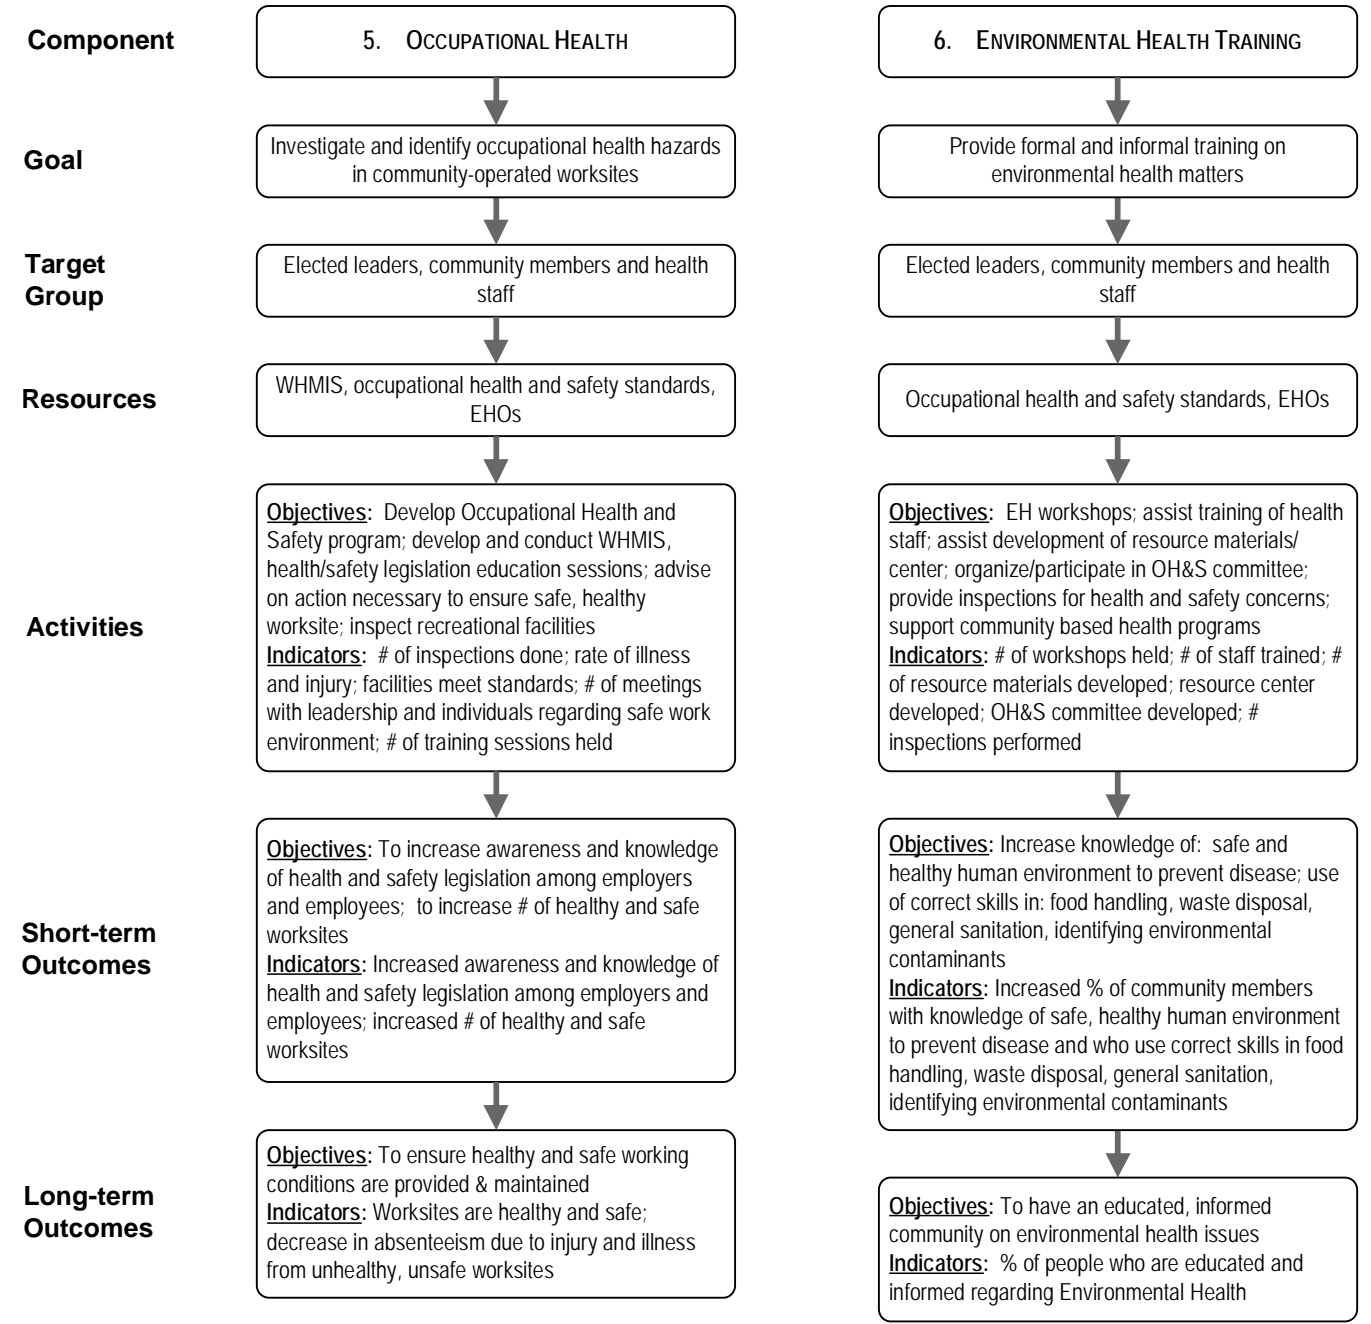 Component
5. OCCUPATIONAL HEALTH
6. ENVIRONMENTAL HEALTH TRAINING
Goal
Investigate and identify occupational health hazards
in community-operated worksites
Provide formal and informal training on
environmental health matters
Target
Group
Elected leaders, community members and health
staff
Elected leaders, community members and health
staff
Resources
WHMIS, occupational health and safety standards,
EHOs
Occupational health and safety standards, EHOs
Activities
Objectives: Develop Occupational Health and
Safety program; develop and conduct WHMIS,
health/safety legislation education sessions; advise
on action necessary to ensure safe, healthy
worksite; inspect recreational facilities
Indicators: # of inspections done; rate of illness
and injury; facilities meet standards; # of meetings
with leadership and individuals regarding safe work
environment; # of training sessions held
Objectives: EH workshops; assist training of health
staff; assist development of resource materials/
center; organize/participate in OH&S committee;
provide inspections for health and safety concerns;
support community based health programs
Indicators: # of workshops held; # of staff trained; #
of resource materials developed; resource center
developed; OH&S committee developed; #
inspections performed
Short-term
Outcomes
Objectives: To increase awareness and knowledge
of health and safety legislation among employers
and employees; to increase # of healthy and safe
worksites
Indicators: Increased awareness and knowledge of
health and safety legislation among employers and
employees; increased # of healthy and safe
worksites
Objectives: Increase knowledge of: safe and
healthy human environment to prevent disease; use
of correct skills in: food handling, waste disposal,
general sanitation, identifying environmental
contaminants
Indicators: Increased % of community members
with knowledge of safe, healthy human environment
to prevent disease and who use correct skills in food
handling, waste disposal, general sanitation,
identifying environmental contaminants
Long-term
Outcomes
Objectives: To ensure healthy and safe working
conditions are provided & maintained
Indicators: Worksites are healthy and safe;
decrease in absenteeism due to injury and illness
from unhealthy, unsafe worksites
Objectives: To have an educated, informed
community on environmental health issues
Indicators: % of people who are educated and
informed regarding Environmental Health